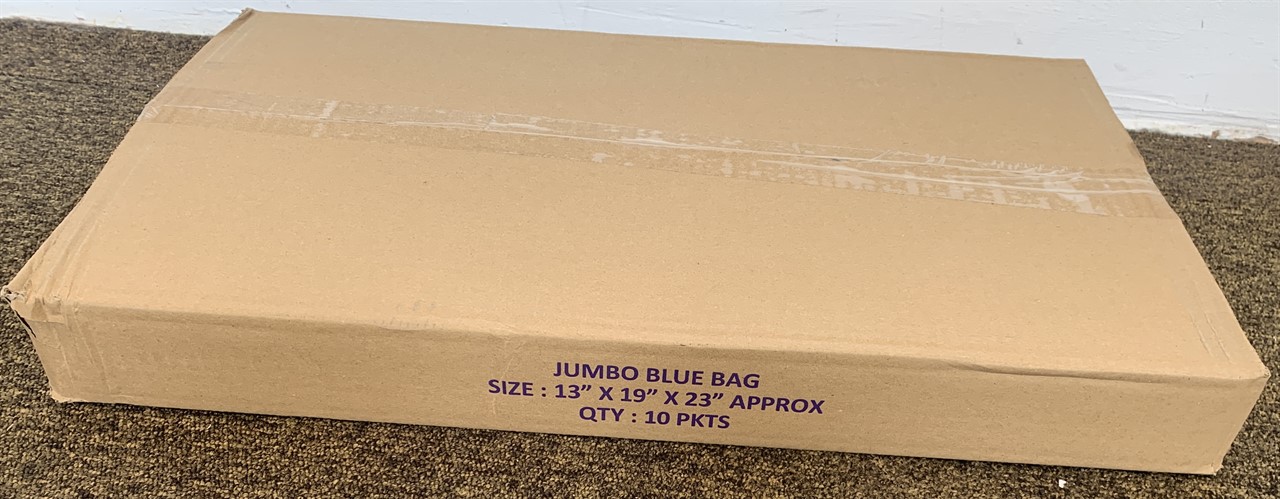 JUMBO BLUE BAG
SIZE : 13” X 19” X 23” APPROX
QTY : 10 PKTS